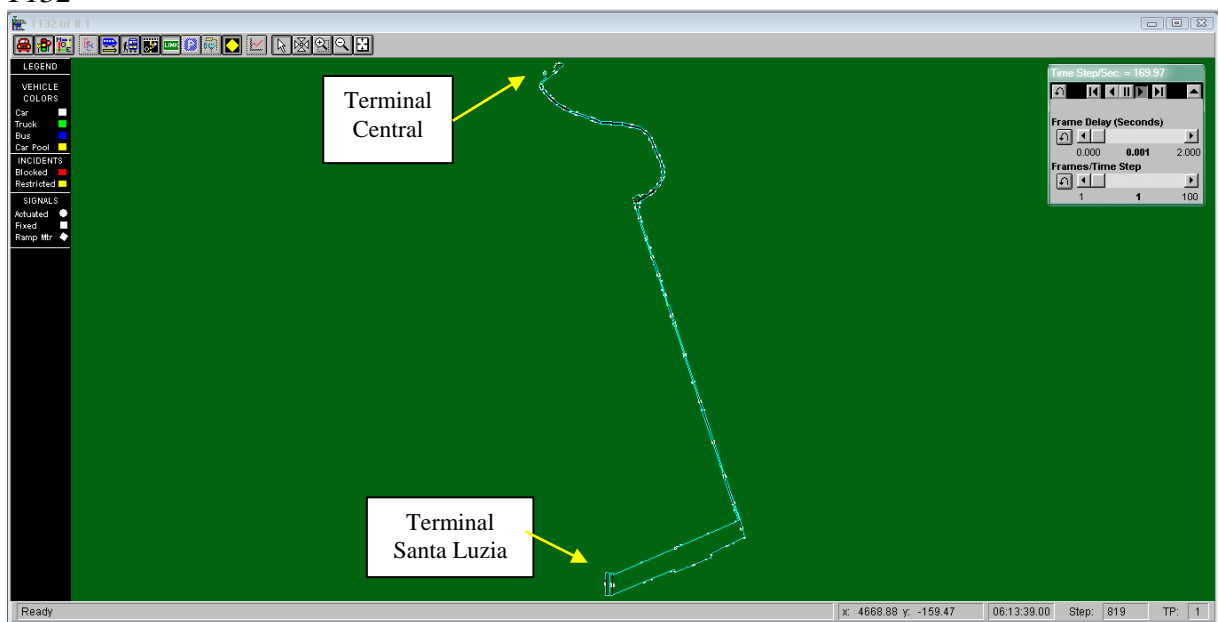 T132
T132.trf # 1
LINK
P
LEGEND
VEHICLE
COLORS
Car
Truck
Bus
Car Pool
INCIDENTS
Blocked
Restricted
SIGNALS
Actuated
Fixed
Ramp Mtr
Terminal
Central
Terminal
Santa Luzia
Time Step/Sec. = 169.97
Frame Delay (Seconds)
0.000 0.001 2.000
Frames/Time Step
1 1 100
Ready
x: 4668.88 y: -159.47
06:13:39.00
Step: 819
TP: 1